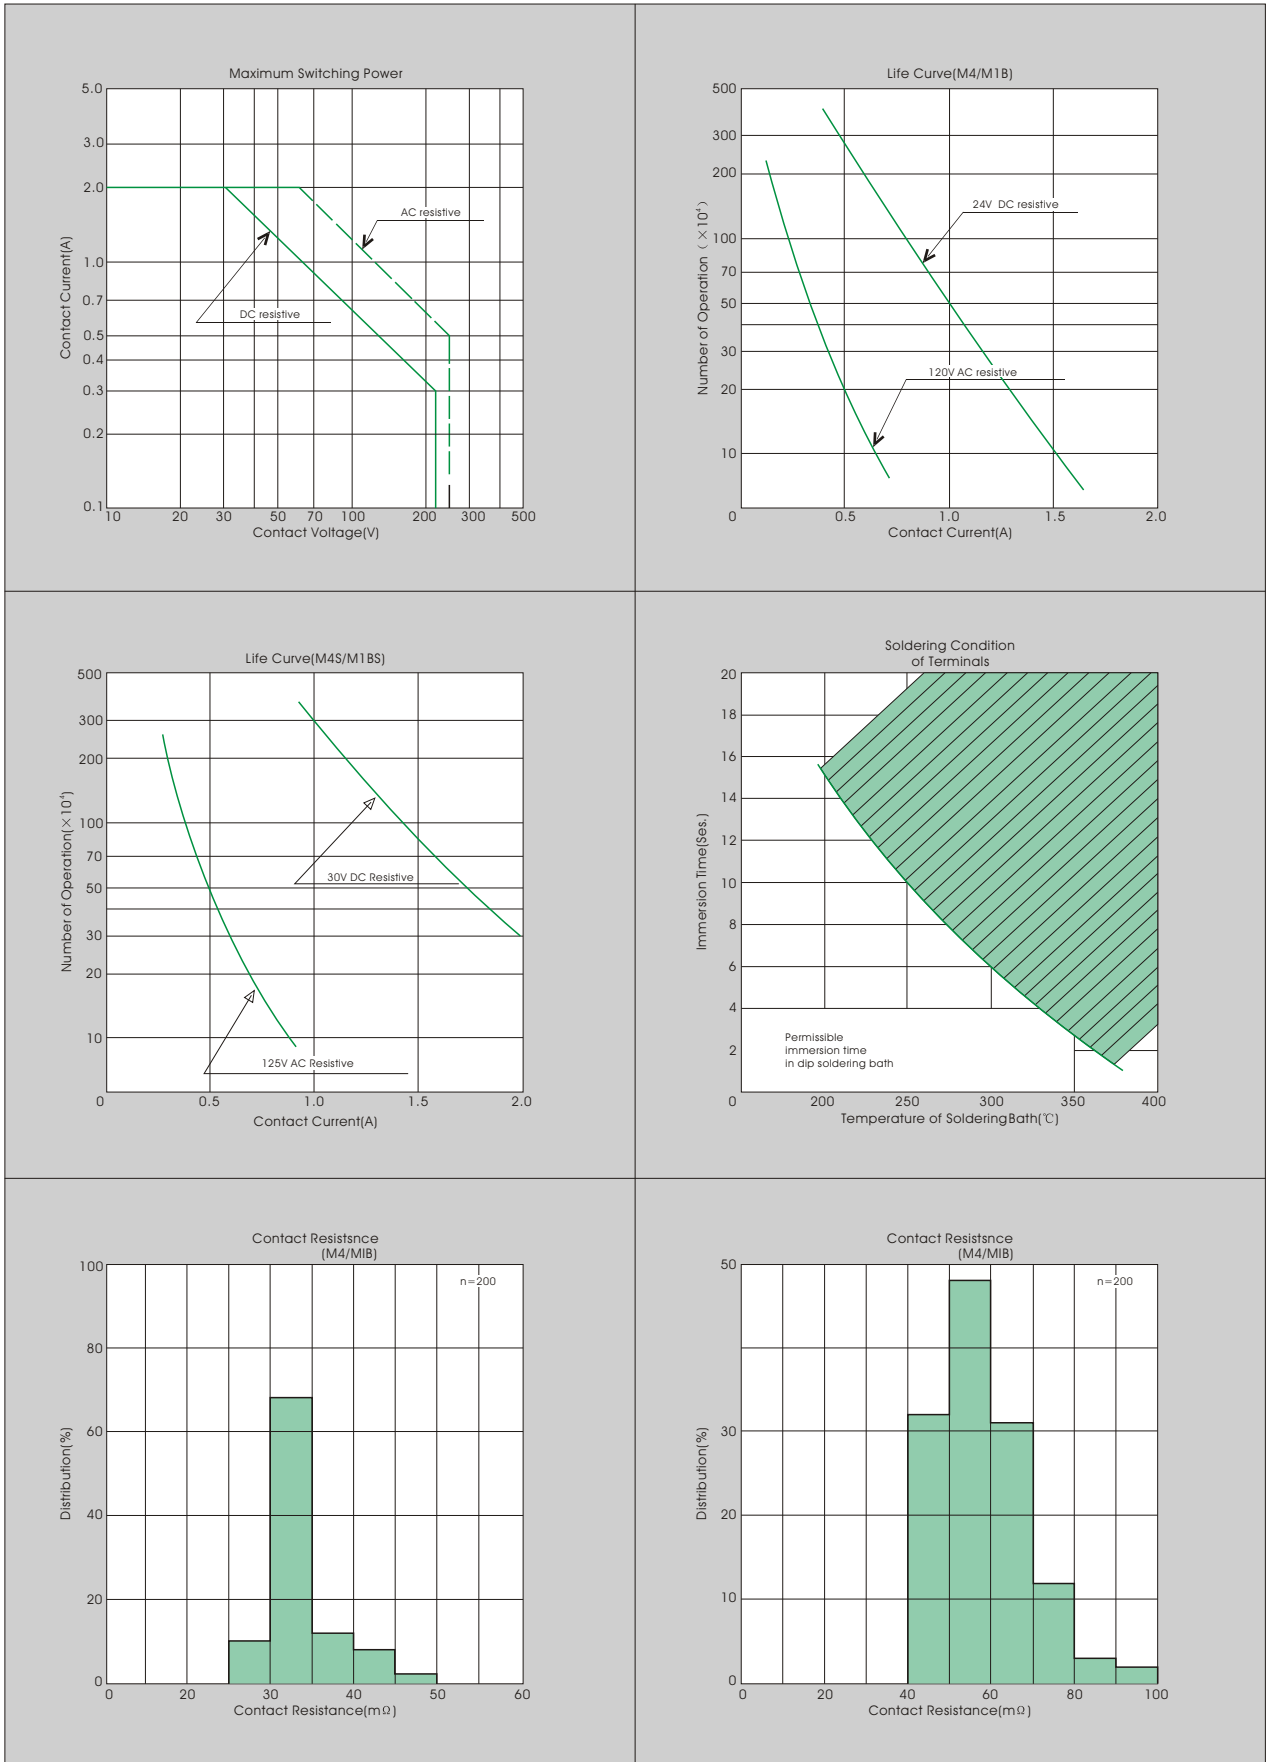 Maximum Switching Power
5.0
3.0
2.0
1.0
0.7
0.5
0.4
0.3
0.2
0.1
Contact Current(A)
AC resistive
DC resistive
10 20 30 50 70 100 200 300 500
Contact Voltage(V)
Life Curve(M4/M1B)
500
300
200
100
70
50
30
20
10
Number of Operation ( ×10⁴)
24V DC resistive
120V AC resistive
0 0.5 1.0 1.5 2.0
Contact Current(A)
Life Curve(M4S/M1BS)
500
300
200
100
70
50
30
20
10
Number of Operation(×10⁴)
30V DC Resistive
125V AC Resistive
0 0.5 1.0 1.5 2.0
Contact Current(A)
Soldering Condition
of Terminals
20
18
16
14
12
10
8
6
4
2
Immersion Time(Ses.)
Permissible
immersion time
in dip soldering bath
0 200 250 300 350 400
Temperature of SolderingBath(℃)
Contact Resistsnce
(M4/MIB)
100
80
60
40
20
0
Distribution(%)
n=200
0 20 30 40 50 60
Contact Resistance(mΩ)
Contact Resistsnce
(M4/MIB)
50
30
20
10
0
Distribution(%)
n=200
0 20 40 60 80 100
Contact Resistance(mΩ)